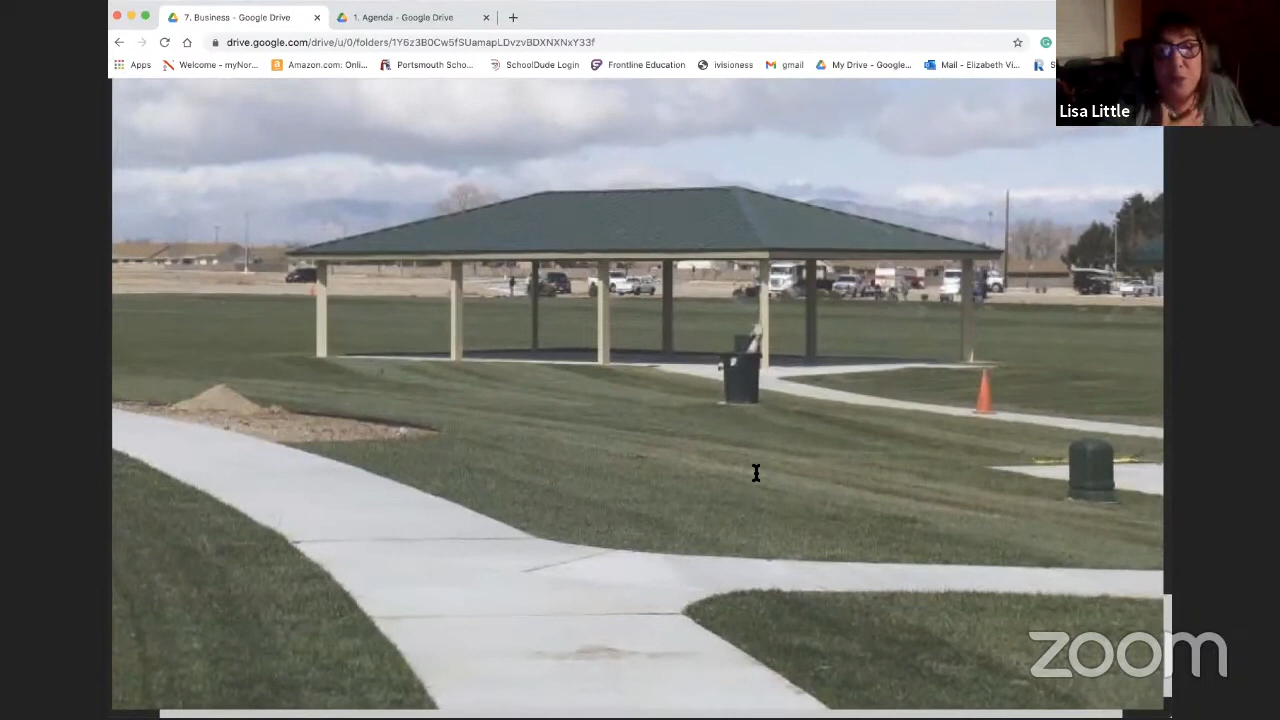 7. Business - Google Drive
1. Agenda - Google Drive
drive.google.com/drive/u/0/folders/1Y6z3B0Cw5fSUamapLDvzvBDXNXNxY33f
Apps Welcome - myNor... Amazon.com: Onli... Portsmouth Scho... SchoolDude Login Frontline Education ivisioness gmail My Drive - Google... Mail - Elizabeth Vi... S
Lisa Little
zoom